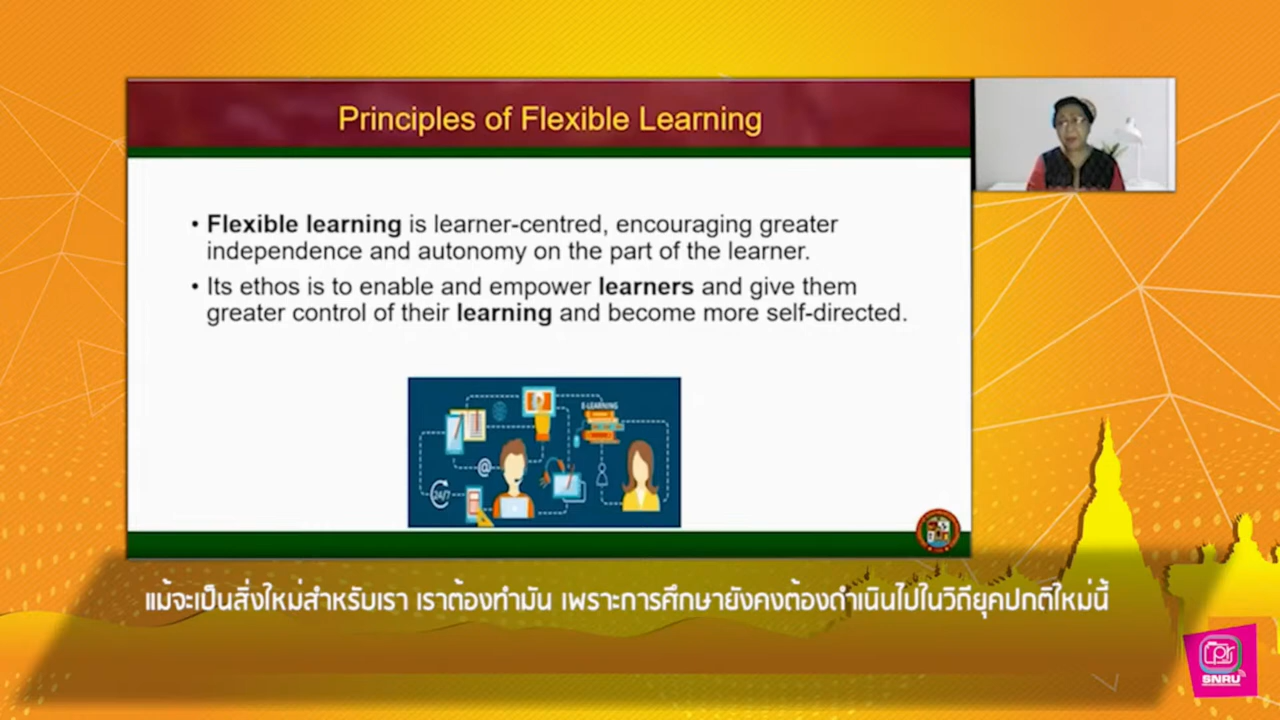 Principles of Flexible Learning
• Flexible learning is learner-centred, encouraging greater
independence and autonomy on the part of the learner.
• Its ethos is to enable and empower learners and give them
greater control of their learning and become more self-directed.
E-LEARNING
@
24/7
แม้จะเป็นสิ่งใหม่สำหรับเรา เราต้องทำมัน เพราะการศึกษายังคงต้องดำเนินไปในวิถียุคปกติใหม่นี้
pr
SNRU